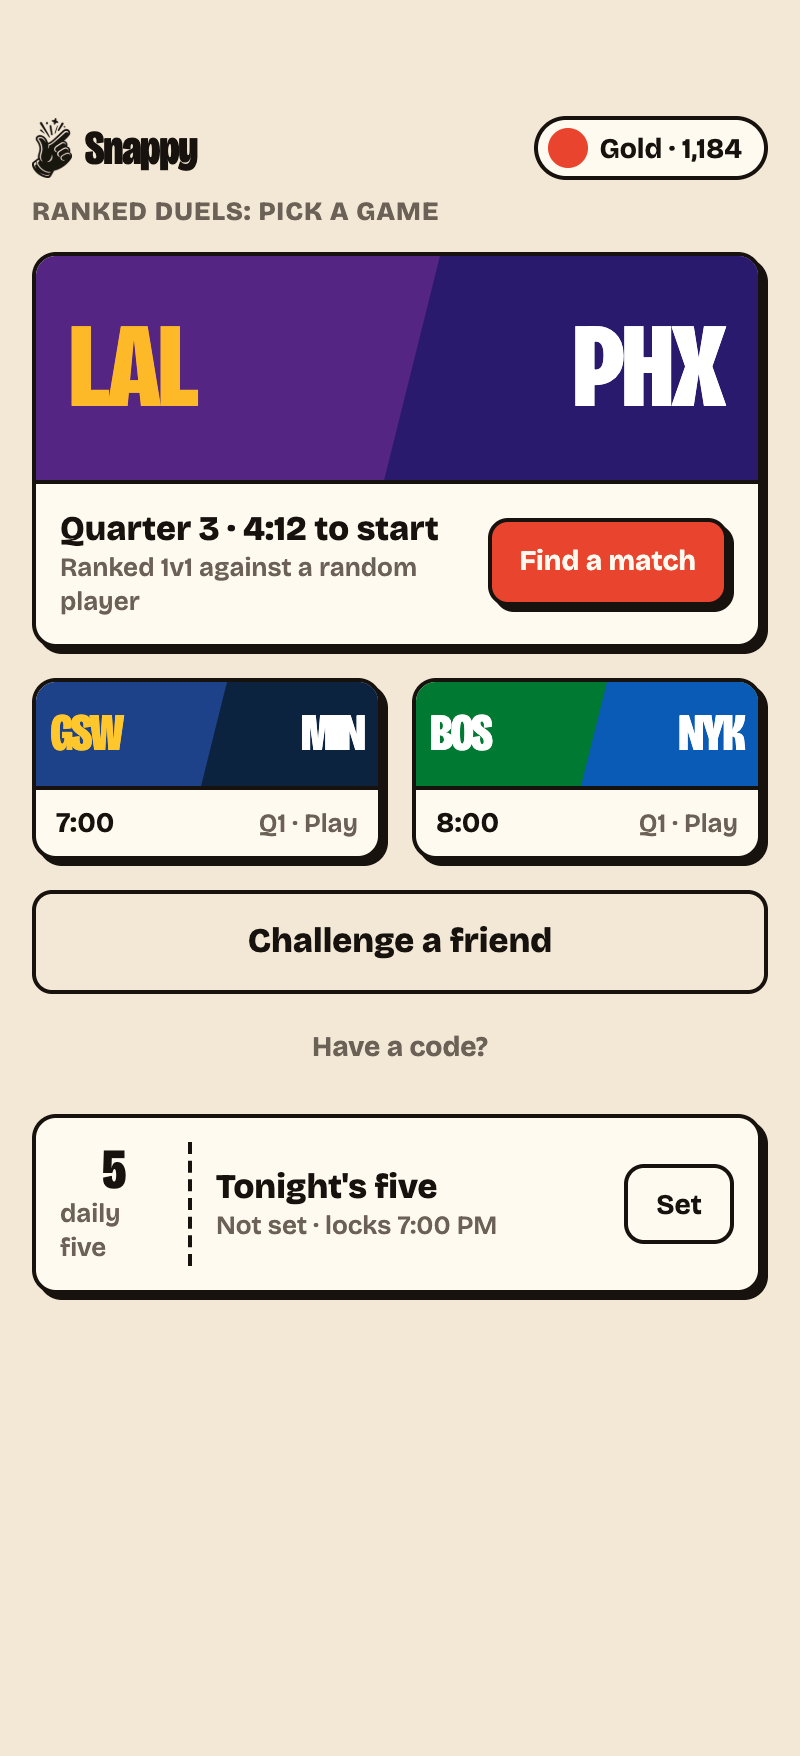 Snappy
Gold · 1,184
RANKED DUELS: PICK A GAME
LAL
PHX
Quarter 3 · 4:12 to start
Ranked 1v1 against a random
player
Find a match
GSW
MIN
7:00
Q1 · Play
BOS
NYK
8:00
Q1 · Play
Challenge a friend
Have a code?
5
daily
five
Tonight's five
Not set · locks 7:00 PM
Set